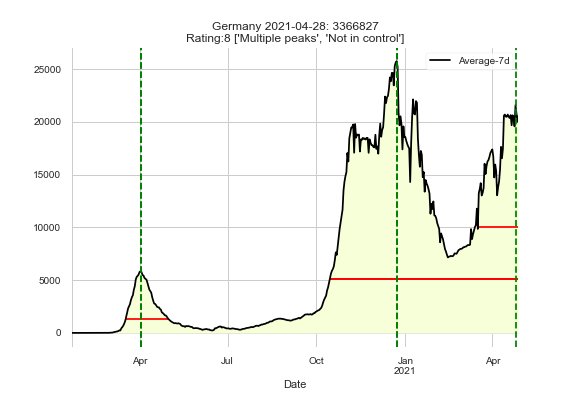 Germany 2021-04-28: 3366827
Rating:8 ['Multiple peaks', 'Not in control']
Average-7d
25000
20000
15000
10000
5000
0
Apr
Jul
Oct
Jan
2021
Apr
Date